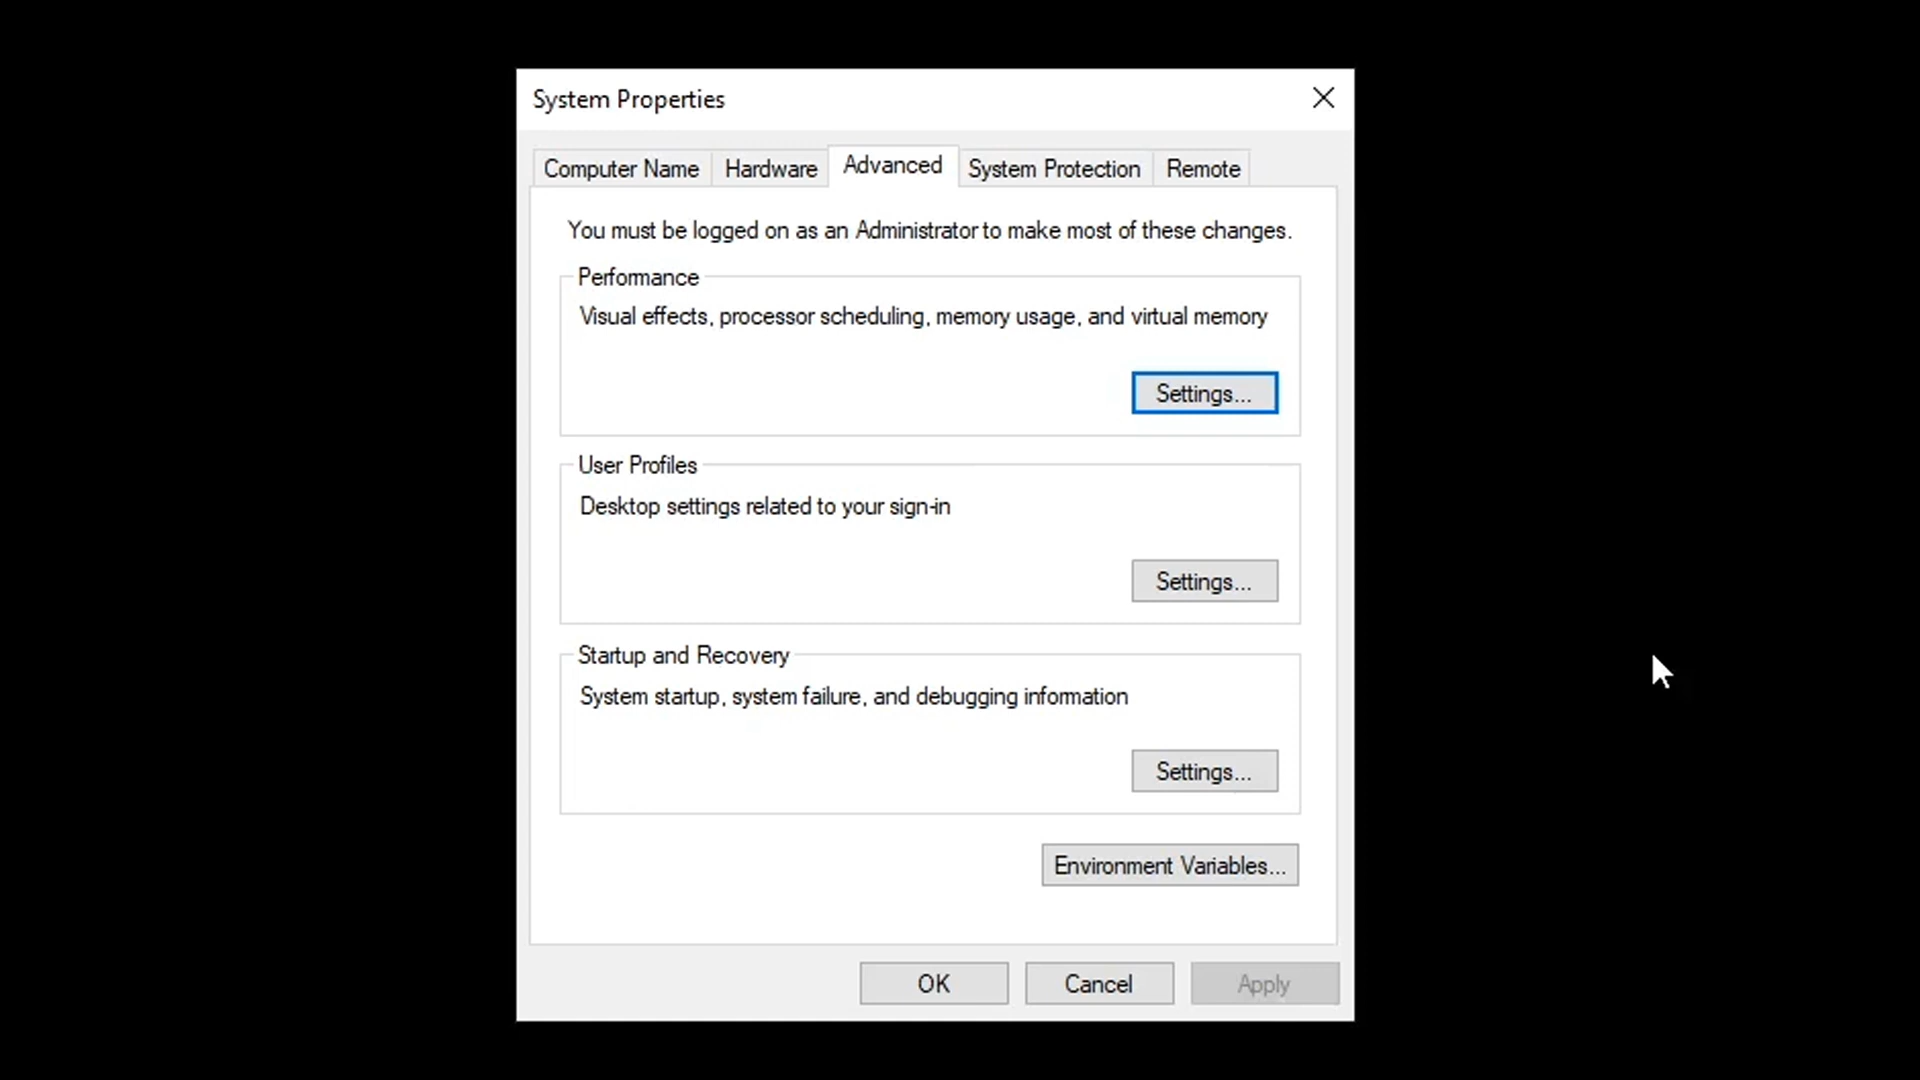 System Properties
Computer Name Hardware Advanced System Protection Remote
You must be logged on as an Administrator to make most of these changes.
Performance
Visual effects, processor scheduling, memory usage, and virtual memory
Settings...
User Profiles
Desktop settings related to your sign-in
Settings...
Startup and Recovery
System startup, system failure, and debugging information
Settings...
Environment Variables...
OK Cancel Apply